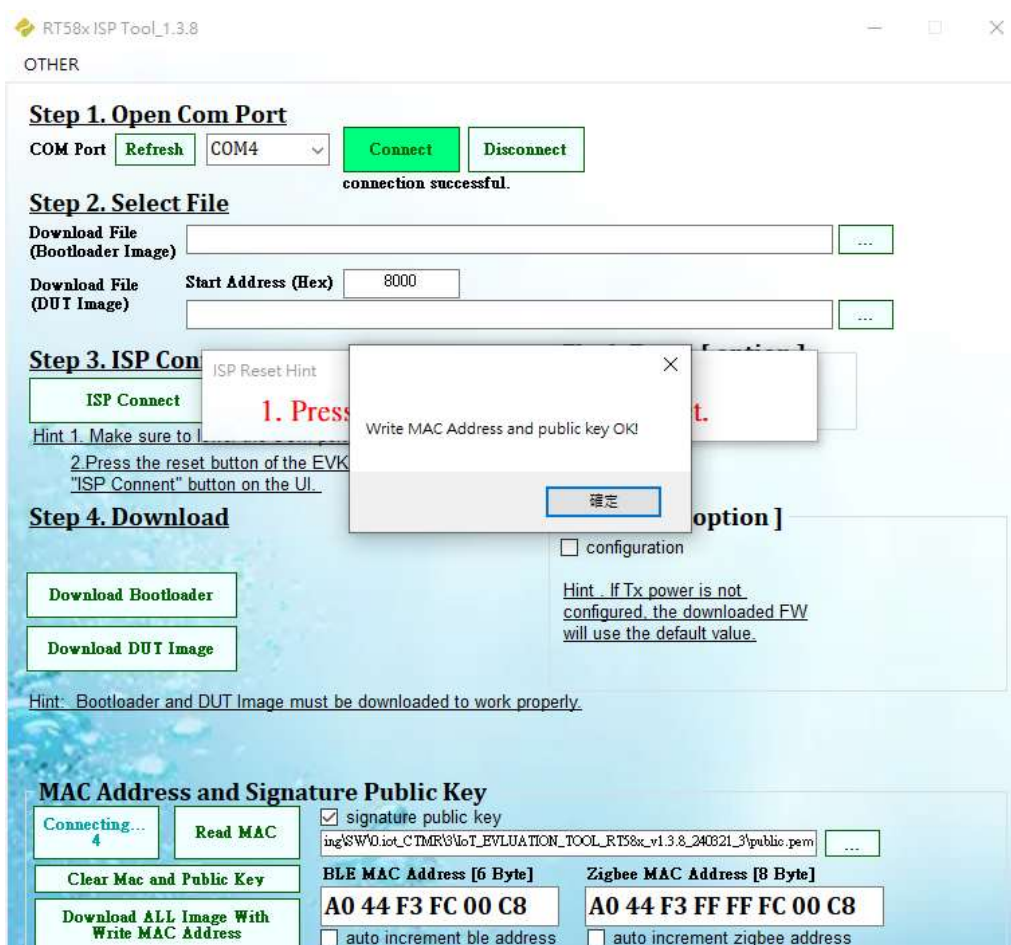 RT58x ISP Tool_1.3.8
OTHER
Step 1. Open Com Port
COM Port Refresh COM4 Connect Disconnect
connection successful.
Step 2. Select File
Download File
(Bootloader Image)
...
Download File
(DUT Image)
Start Address (Hex) 8000
...
Step 3. ISP Con
ISP Connect
ISP Reset Hint
1. Press
t.
Write MAC Address and public key OK!
確定
Hint 1. Make sure to
2.Press the reset button of the EVK
"ISP Connent" button on the UI.
Step 4. Download
option ]
configuration
Download Bootloader
Hint . If Tx power is not
configured, the downloaded FW
will use the default value.
Download DUT Image
Hint: Bootloader and DUT Image must be downloaded to work properly.
MAC Address and Signature Public Key
Connecting...
4
Read MAC
signature public key
ing\SW\0.iot_CTMR\3\IoT_EVLUATION_TOOL_RT58x_v1.3.8_240321_3\public.pem
...
Clear Mac and Public Key
BLE MAC Address [6 Byte] Zigbee MAC Address [8 Byte]
A0 44 F3 FC 00 C8 A0 44 F3 FF FF FC 00 C8
Download ALL Image With
Write MAC Address
auto increment ble address auto increment zigbee address